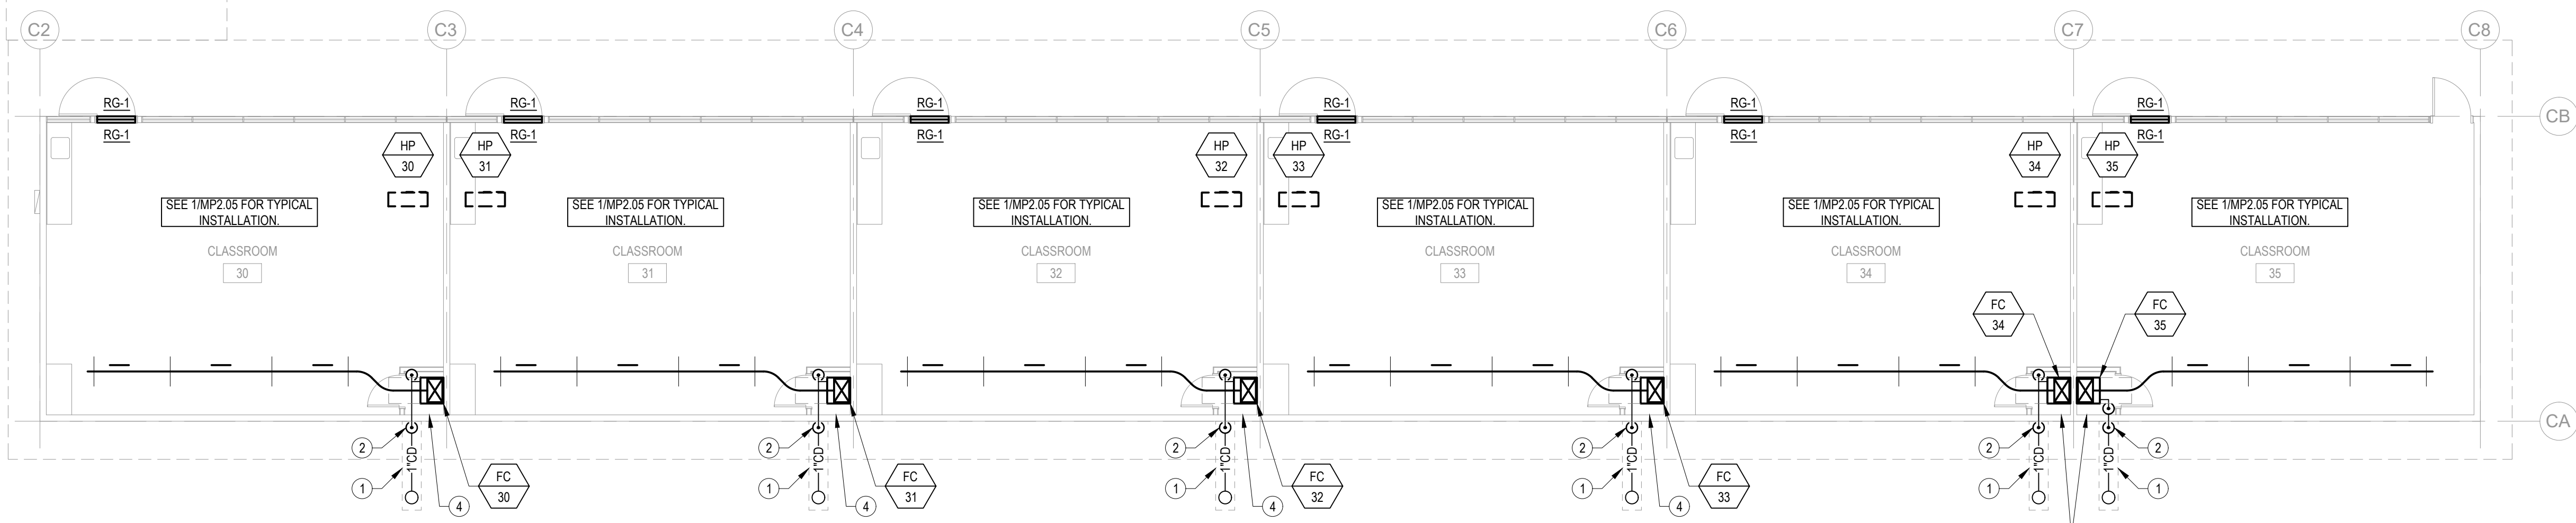 C2 C3 C4 C5 C6 C7 C8
RG-1 RG-1 RG-1 RG-1 RG-1 RG-1
CB
RG-1 RG-1 RG-1 RG-1 RG-1 RG-1
HP HP HP HP HP HP
30 31 32 33 34 35
SEE 1/MP2.05 FOR TYPICAL
INSTALLATION.
SEE 1/MP2.05 FOR TYPICAL
INSTALLATION.
SEE 1/MP2.05 FOR TYPICAL
INSTALLATION.
SEE 1/MP2.05 FOR TYPICAL
INSTALLATION.
SEE 1/MP2.05 FOR TYPICAL
INSTALLATION.
SEE 1/MP2.05 FOR TYPICAL
INSTALLATION.
CLASSROOM
30
CLASSROOM
31
CLASSROOM
32
CLASSROOM
33
CLASSROOM
34
CLASSROOM
35
FC
34
FC
35
CA
2 2 2 2 2 2
1"CD 1"CD 1"CD 1"CD 1"CD 1"CD
1 1 1 1 1 1
FC
30
FC
31
FC
32
FC
33
4 4 4 4